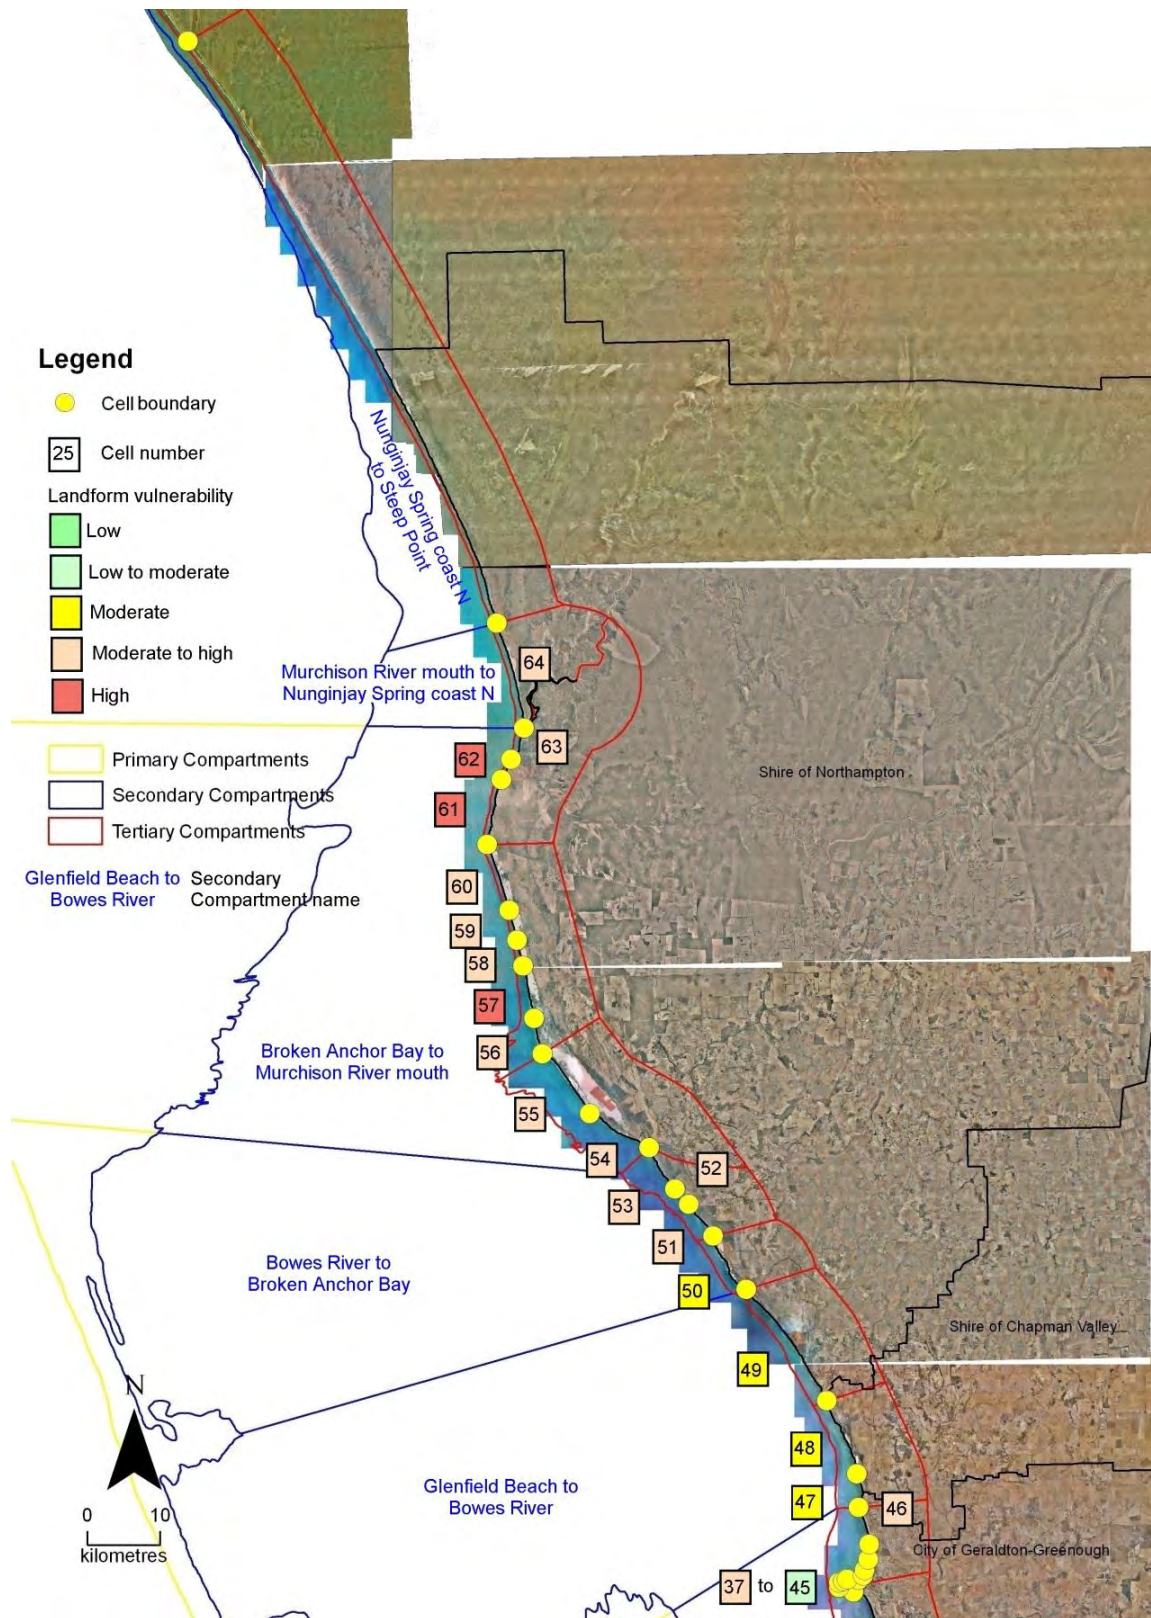 Legend
Cell boundary
25 Cell number
Landform vulnerability
Low
Low to moderate
Moderate
Moderate to high
High
Primary Compartments
Secondary Compartments
Tertiary Compartments
Glenfield Beach to
Bowes River
Secondary
Compartment name
Nunginjay Spring coast N
to Steep Point
64
Murchison River mouth to
Nunginjay Spring coast N
63
62
Shire of Northampton
61
60
59
58
57
56
Broken Anchor Bay to
Murchison River mouth
55
54
52
53
51
Bowes River to
Broken Anchor Bay
50
Shire of Chapman Valley
49
N
48
Glenfield Beach to
Bowes River
47
46
0 10
kilometres
City of Geraldton-Greenough
37 to 45